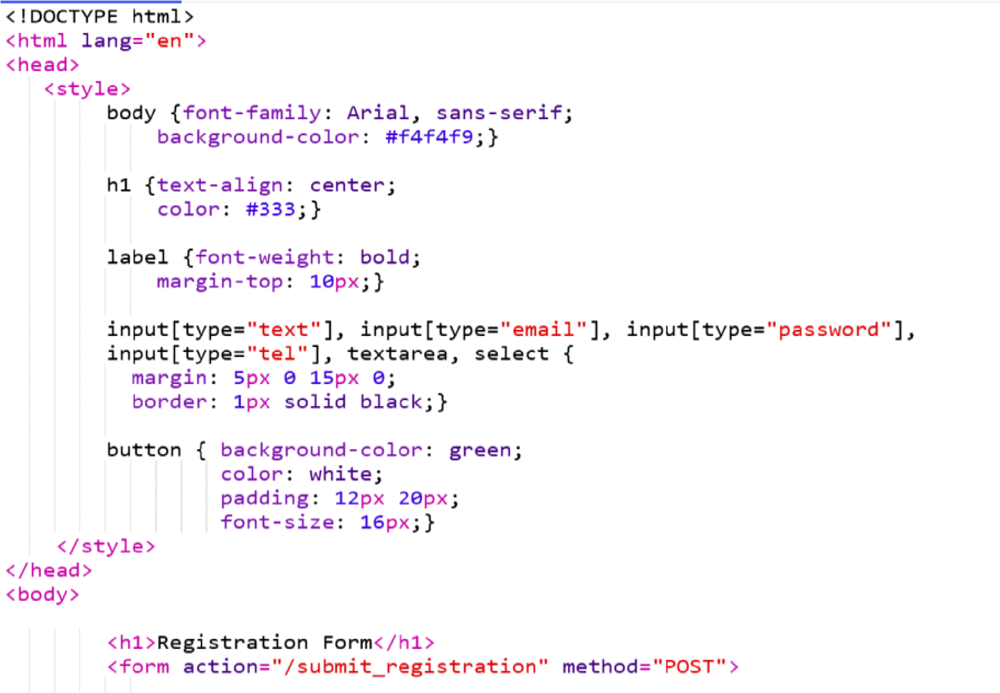 <!DOCTYPE html>
<html lang="en">
<head>
<style>
body {font-family: Arial, sans-serif;
background-color: #f4f4f9;}
h1 {text-align: center;
color: #333;}
label {font-weight: bold;
margin-top: 10px;}
input[type="text"], input[type="email"], input[type="password"],
input[type="tel"], textarea, select {
margin: 5px 0 15px 0;
border: 1px solid black;}
button { background-color: green;
color: white;
padding: 12px 20px;
font-size: 16px;}
</style>
</head>
<body>
<h1>Registration Form</h1>
<form action="/submit_registration" method="POST">